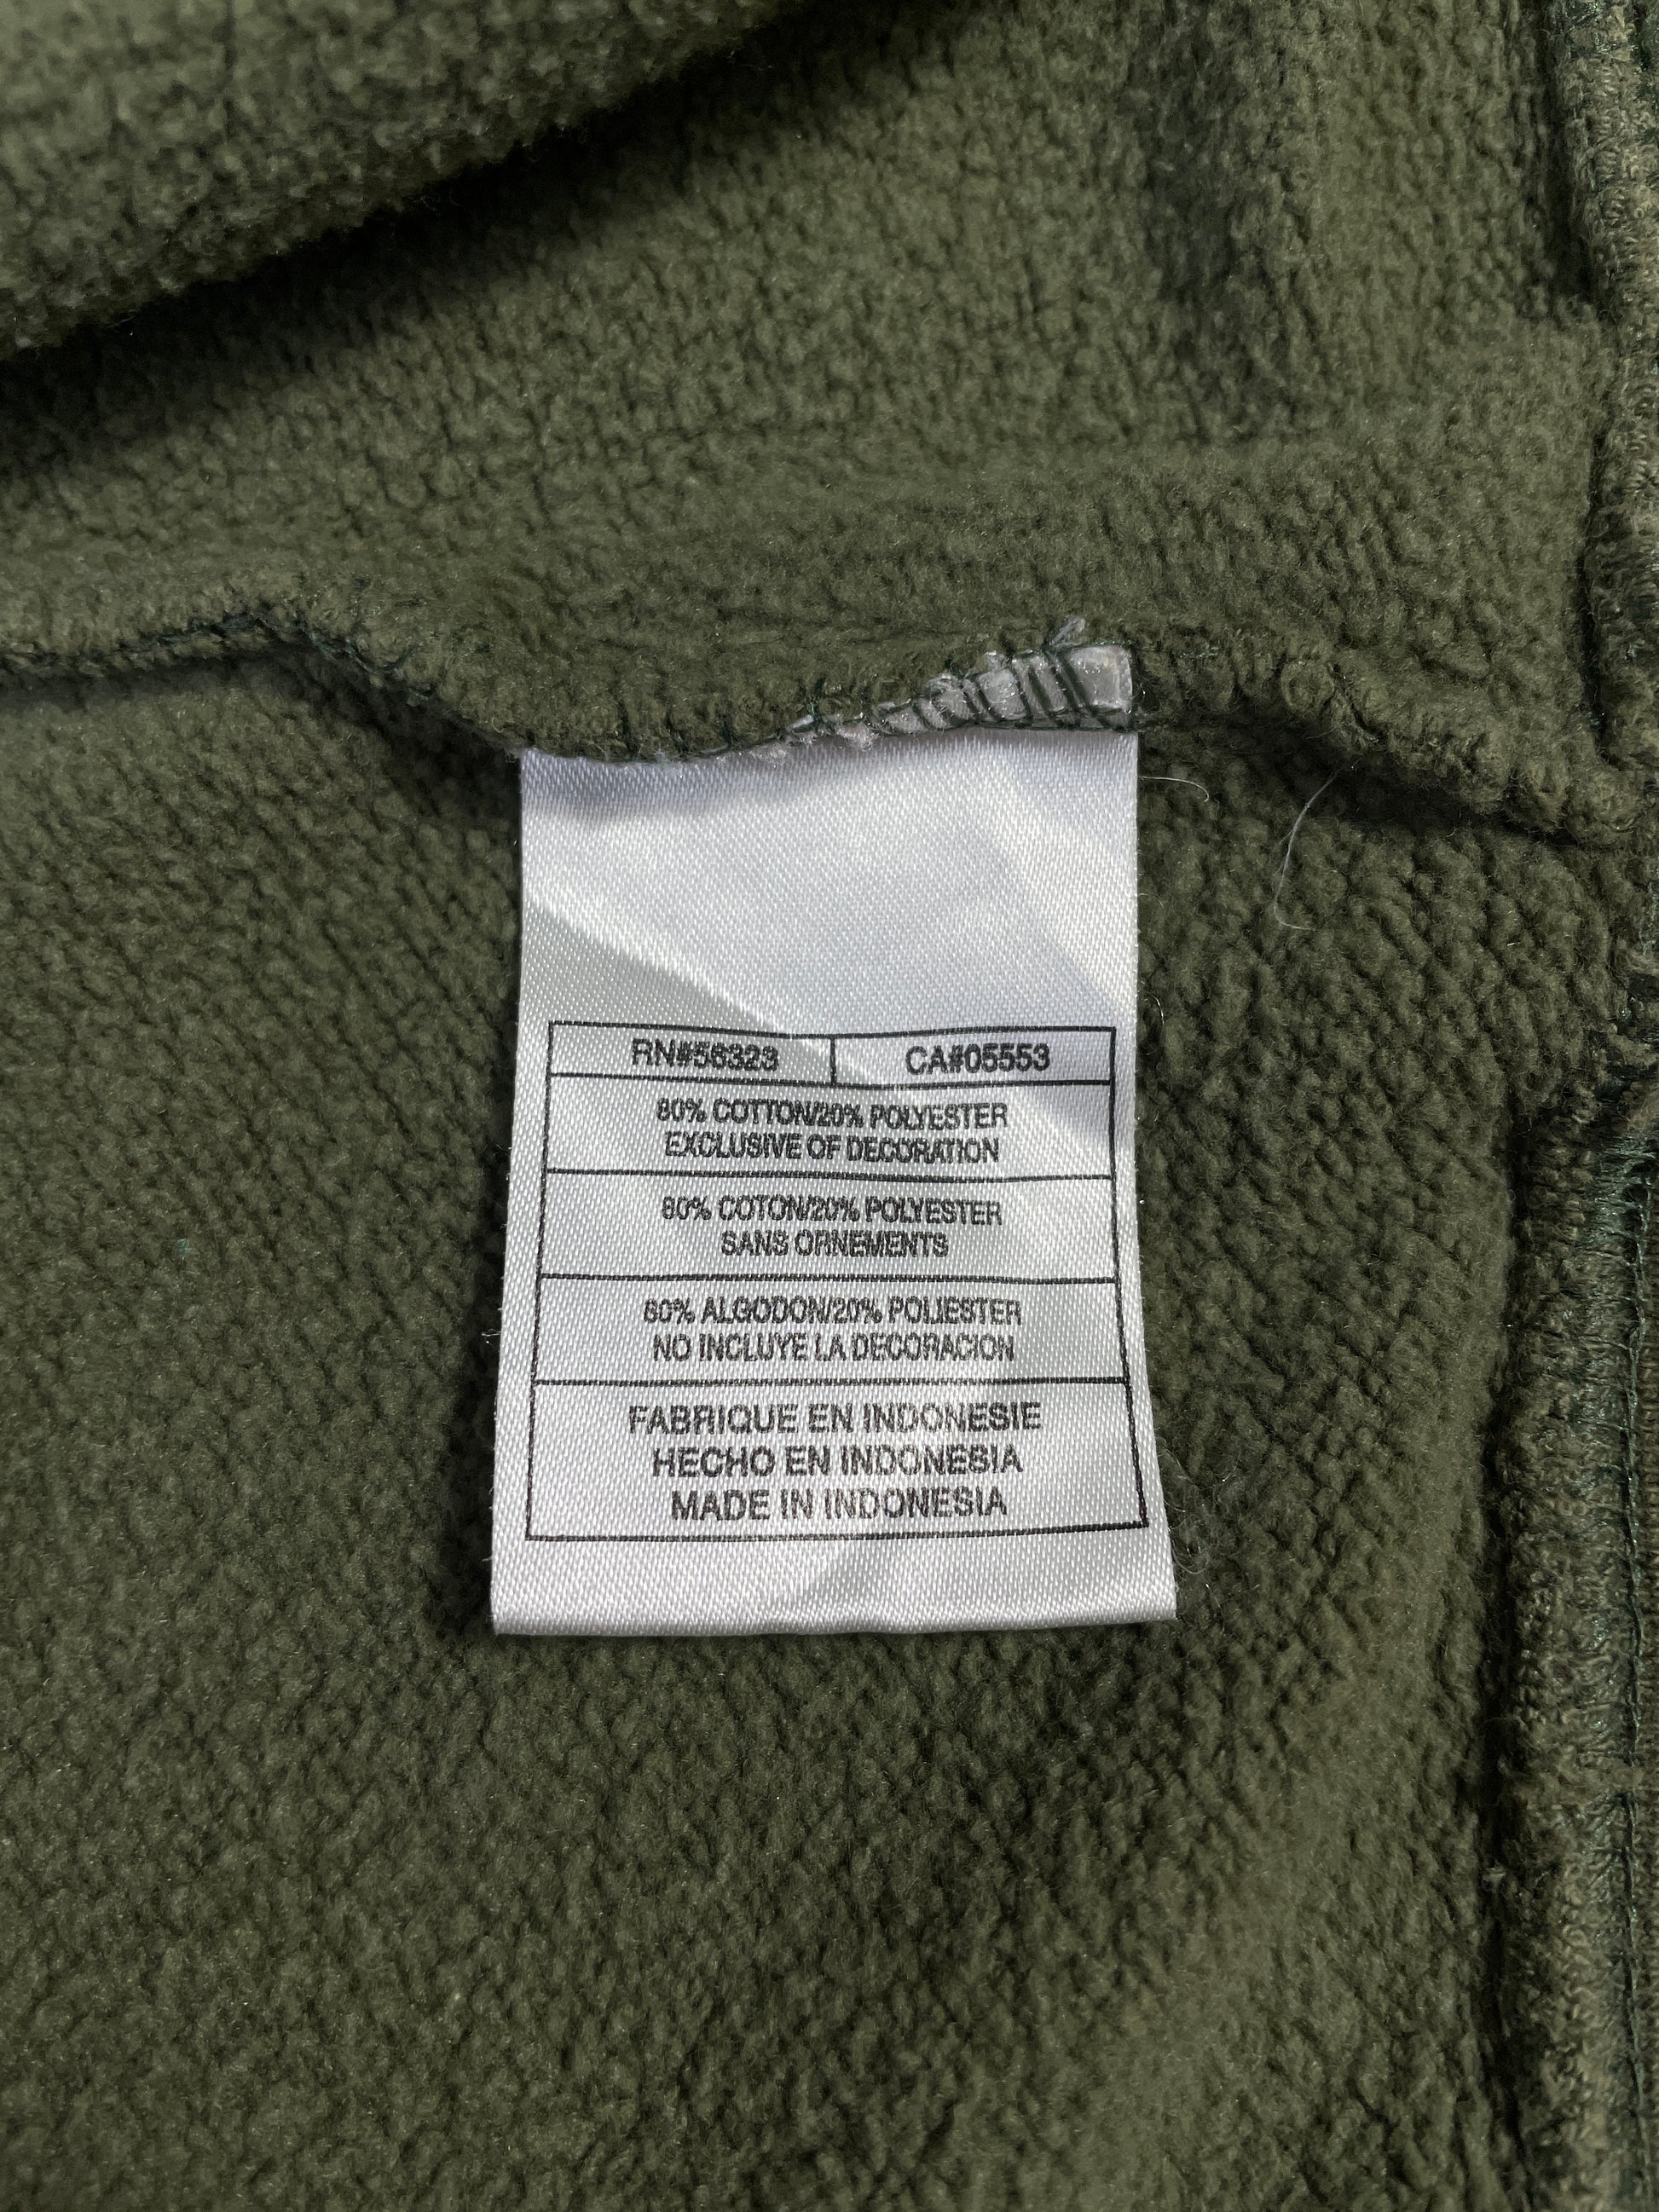 RN#56323 CA#05553
80% COTTON/20% POLYESTER
EXCLUSIVE OF DECORATION
80% COTON/20% POLYESTER
SANS ORNEMENTS
80% ALGODON/20% POLIESTER
NO INCLUYE LA DECORACION
FABRIQUE EN INDONESIE
HECHO EN INDONESIA
MADE IN INDONESIA